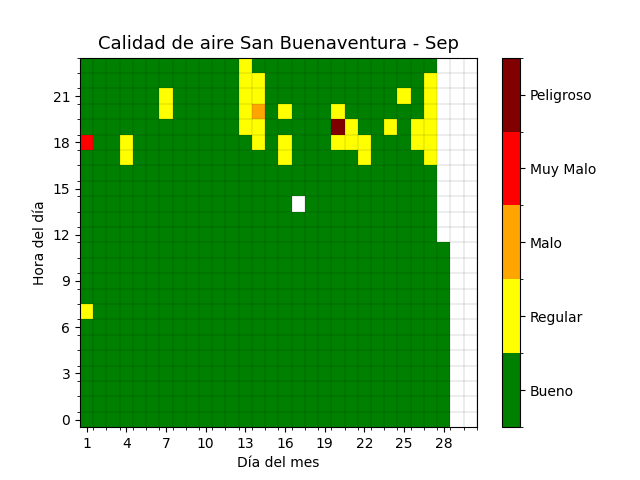 Calidad de aire San Buenaventura - Sep
Hora del día
21
18
15
12
9
6
3
0
1 4 7 10 13 16 19 22 25 28
Día del mes
Peligroso
Muy Malo
Malo
Regular
Bueno